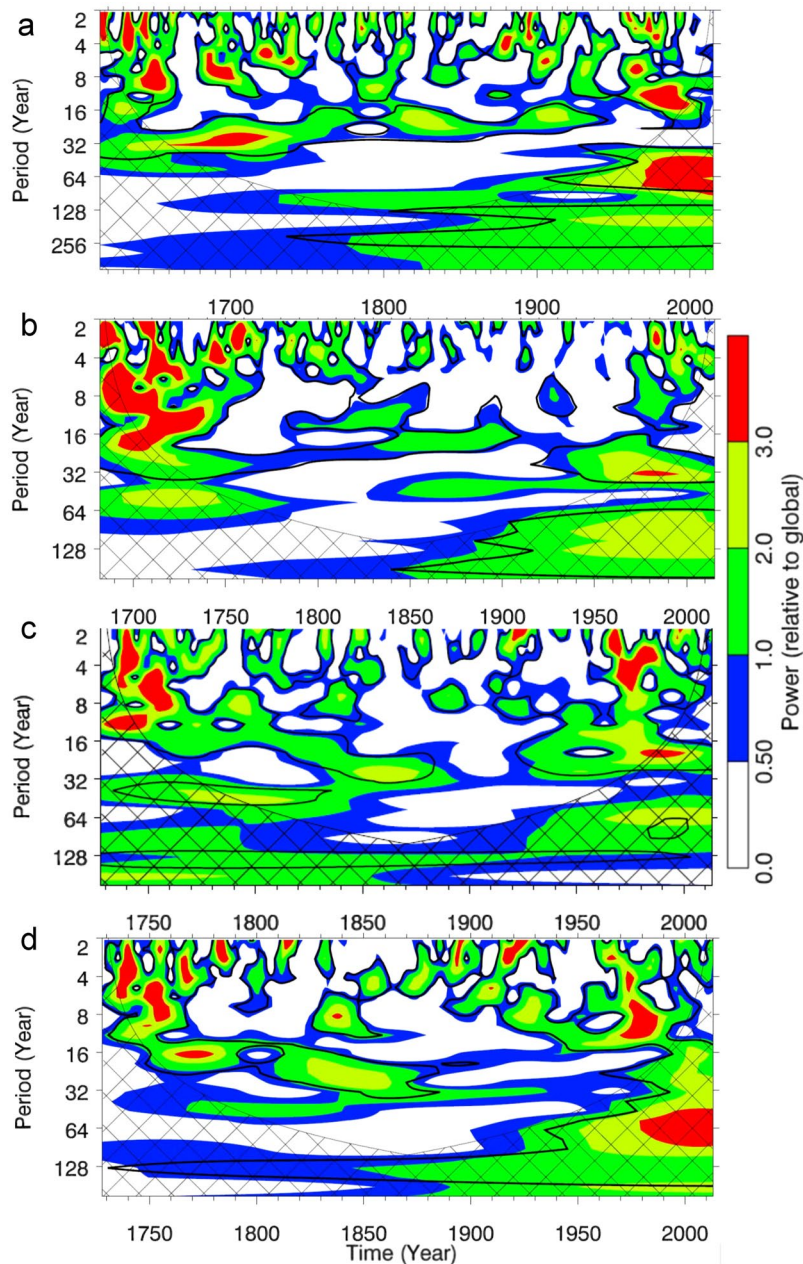 a
2
4
8
16
32
64
128
256
Period (Year)
1700 1800 1900 2000
b
2
4
8
16
32
64
128
Period (Year)
1700 1750 1800 1850 1900 1950 2000
c
2
4
8
16
32
64
128
Period (Year)
1750 1800 1850 1900 1950 2000
d
2
4
8
16
32
64
128
Period (Year)
1750 1800 1850 1900 1950 2000
Time (Year)
0.0 0.50 1.0 2.0 3.0
Power (relative to global)